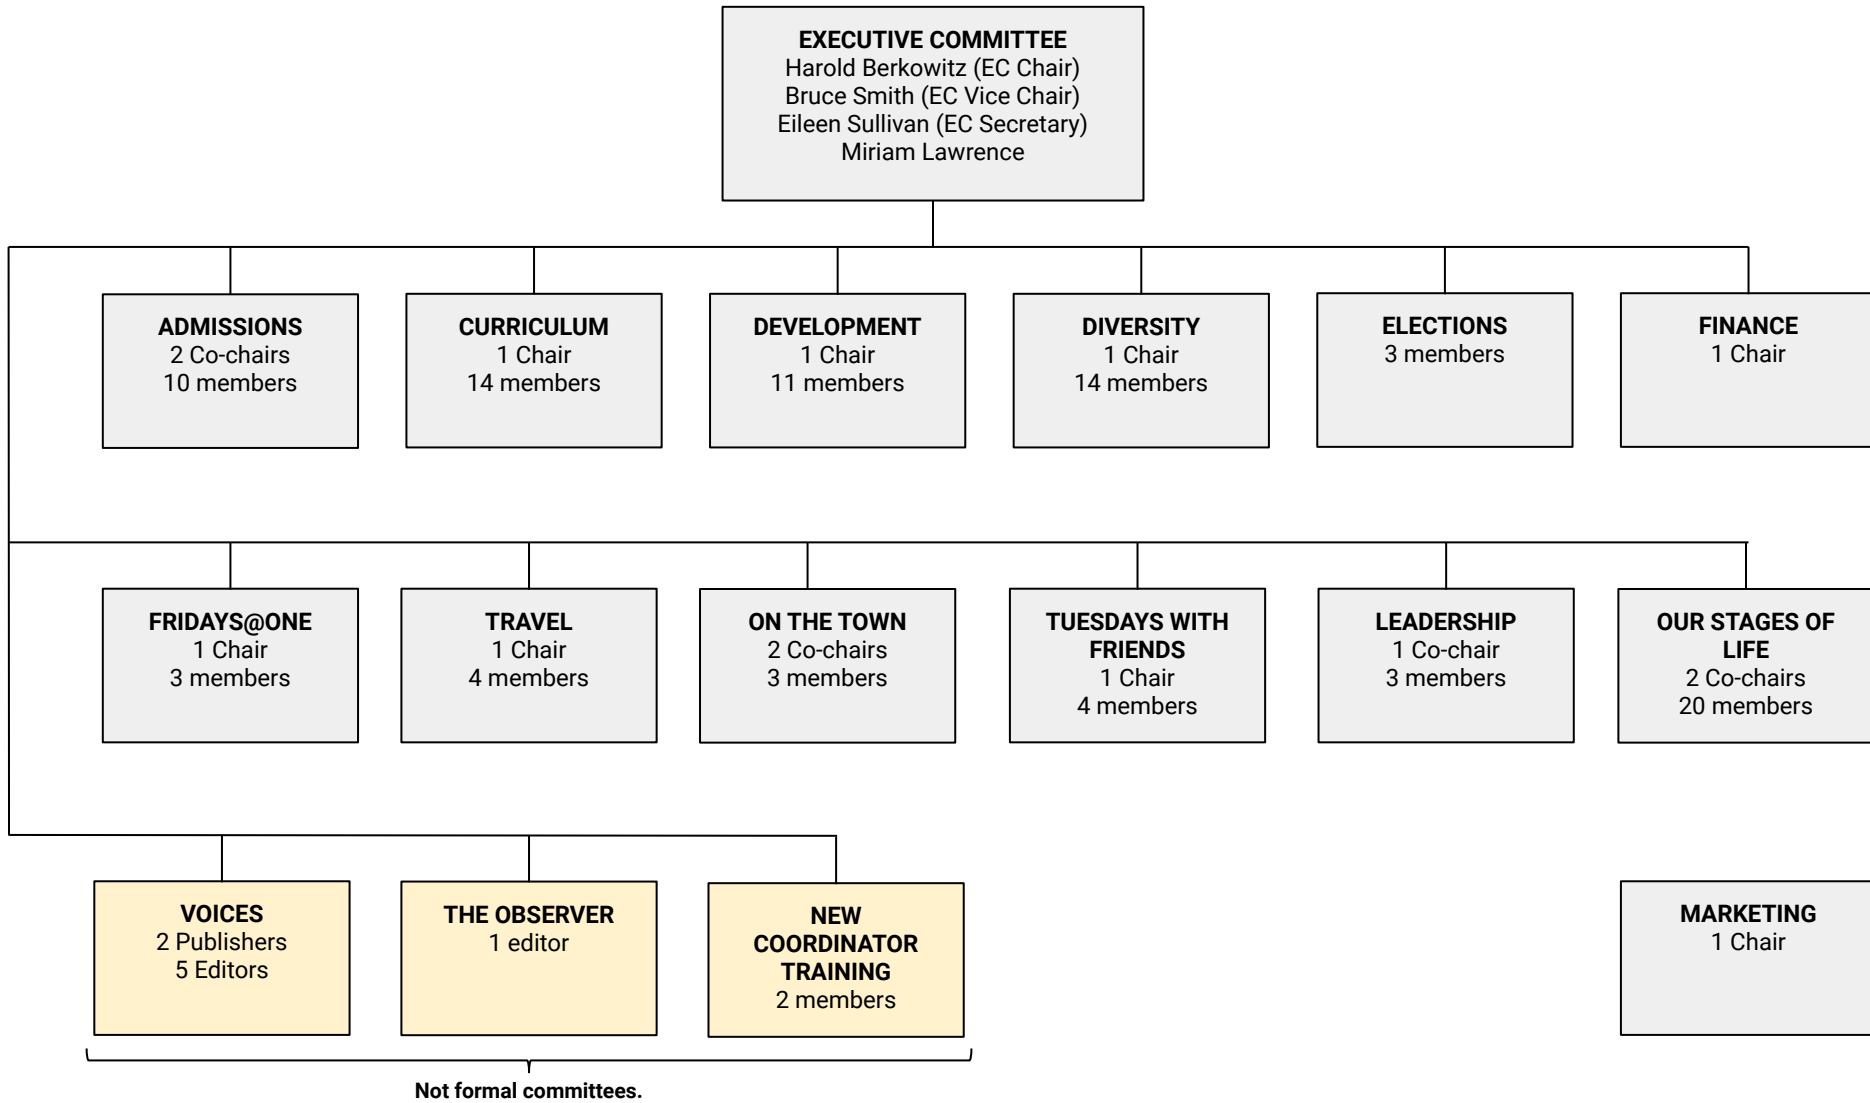 EXECUTIVE COMMITTEE
Harold Berkowitz (EC Chair)
Bruce Smith (EC Vice Chair)
Eileen Sullivan (EC Secretary)
Miriam Lawrence
ADMISSIONS
2 Co-chairs
10 members
CURRICULUM
1 Chair
14 members
DEVELOPMENT
1 Chair
11 members
DIVERSITY
1 Chair
14 members
ELECTIONS
3 members
FINANCE
1 Chair
FRIDAYS@ONE
1 Chair
3 members
TRAVEL
1 Chair
4 members
ON THE TOWN
2 Co-chairs
3 members
TUESDAYS WITH
FRIENDS
1 Chair
4 members
LEADERSHIP
1 Co-chair
3 members
OUR STAGES OF
LIFE
2 Co-chairs
20 members
VOICES
2 Publishers
5 Editors
THE OBSERVER
1 editor
NEW
COORDINATOR
TRAINING
2 members
MARKETING
1 Chair
Not formal committees.